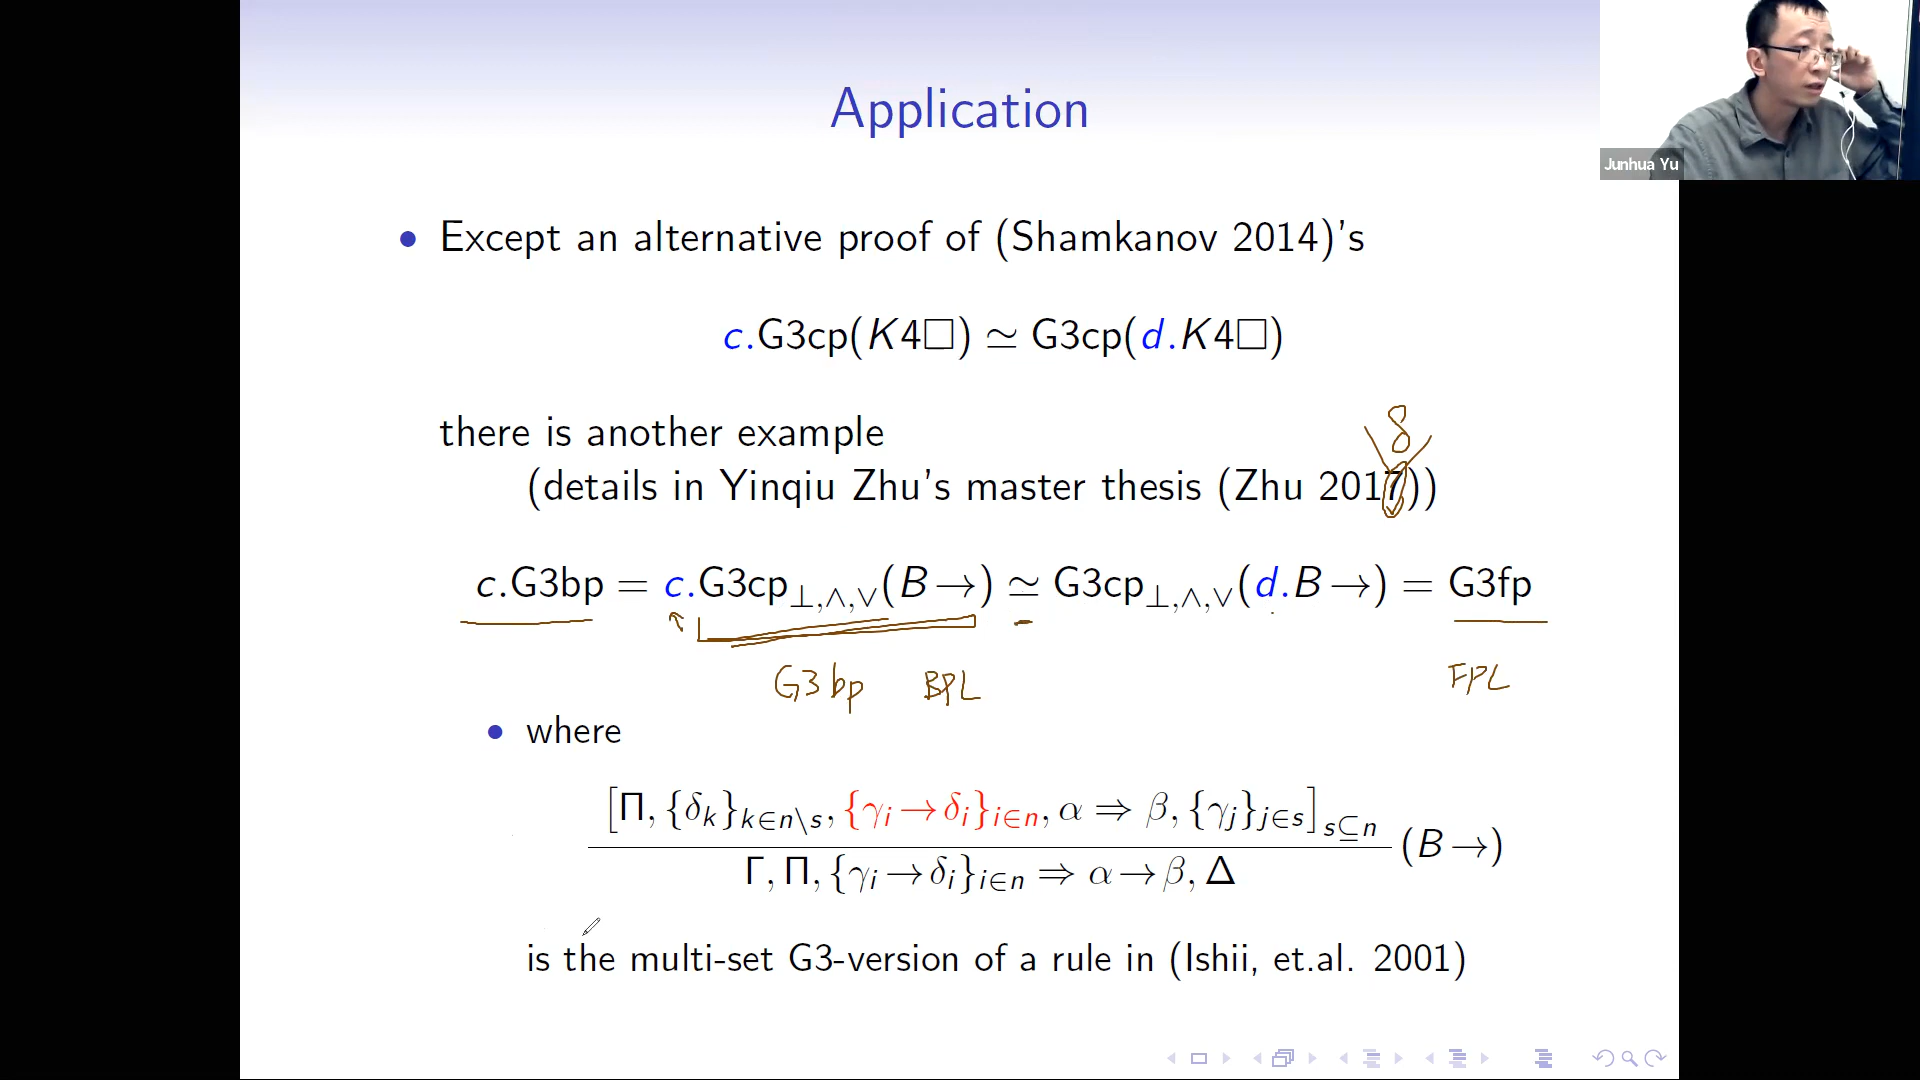 Application
Junhua Yu
• Except an alternative proof of (Shamkanov 2014)'s
c.G3cp(K4□) ≃ G3cp(d.K4□)
there is another example
8
(details in Yinqiu Zhu's master thesis (Zhu 2017))
c.G3bp = c.G3cp⊥,∧,∨(B→) ≃ G3cp⊥,∧,∨(d.B→) = G3fp
G3bp BPL FPL
• where
[Π, {δk}k∈n\s, {γi→δi}i∈n, α ⇒ β, {γj}j∈s]s⊆n
(B→)
Γ, Π, {γi→δi}i∈n ⇒ α→β, Δ
is the multi-set G3-version of a rule in (Ishii, et.al. 2001)